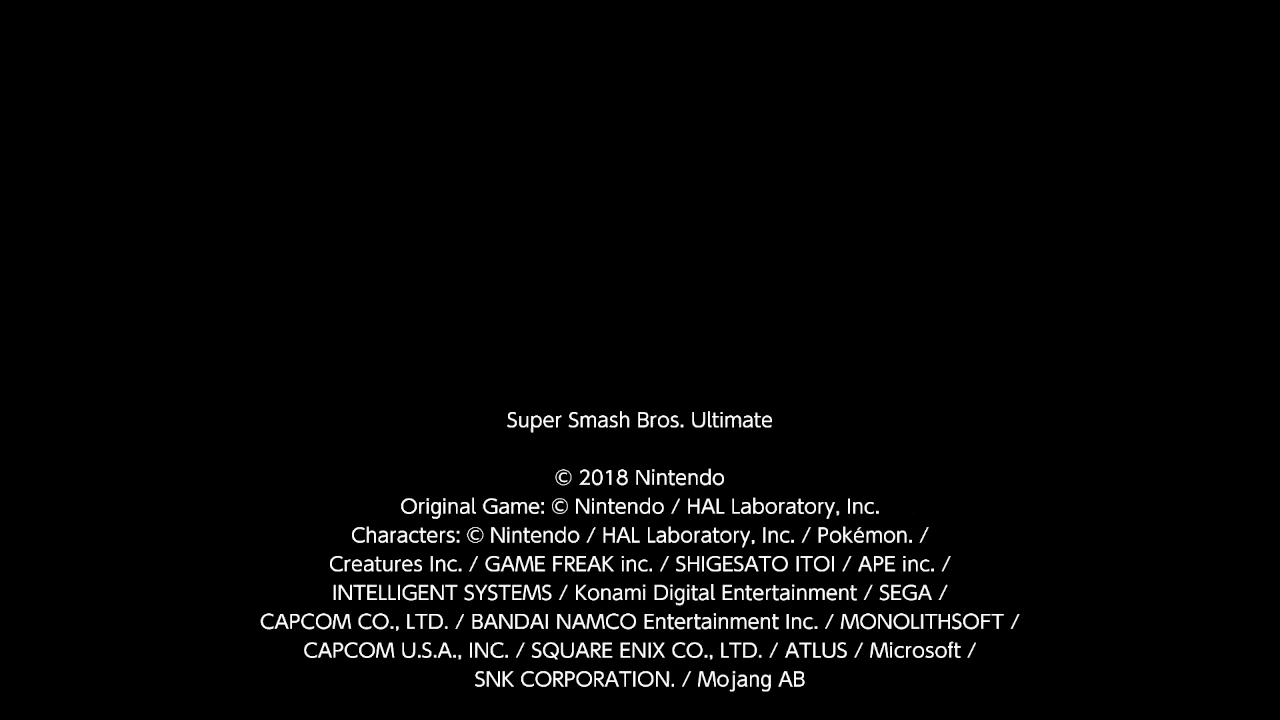 Super Smash Bros. Ultimate
© 2018 Nintendo
Original Game: © Nintendo / HAL Laboratory, Inc.
Characters: © Nintendo / HAL Laboratory, Inc. / Pokémon. /
Creatures Inc. / GAME FREAK inc. / SHIGESATO ITOI / APE inc. /
INTELLIGENT SYSTEMS / Konami Digital Entertainment / SEGA /
CAPCOM CO., LTD. / BANDAI NAMCO Entertainment Inc. / MONOLITHSOFT /
CAPCOM U.S.A., INC. / SQUARE ENIX CO., LTD. / ATLUS / Microsoft /
SNK CORPORATION. / Mojang AB